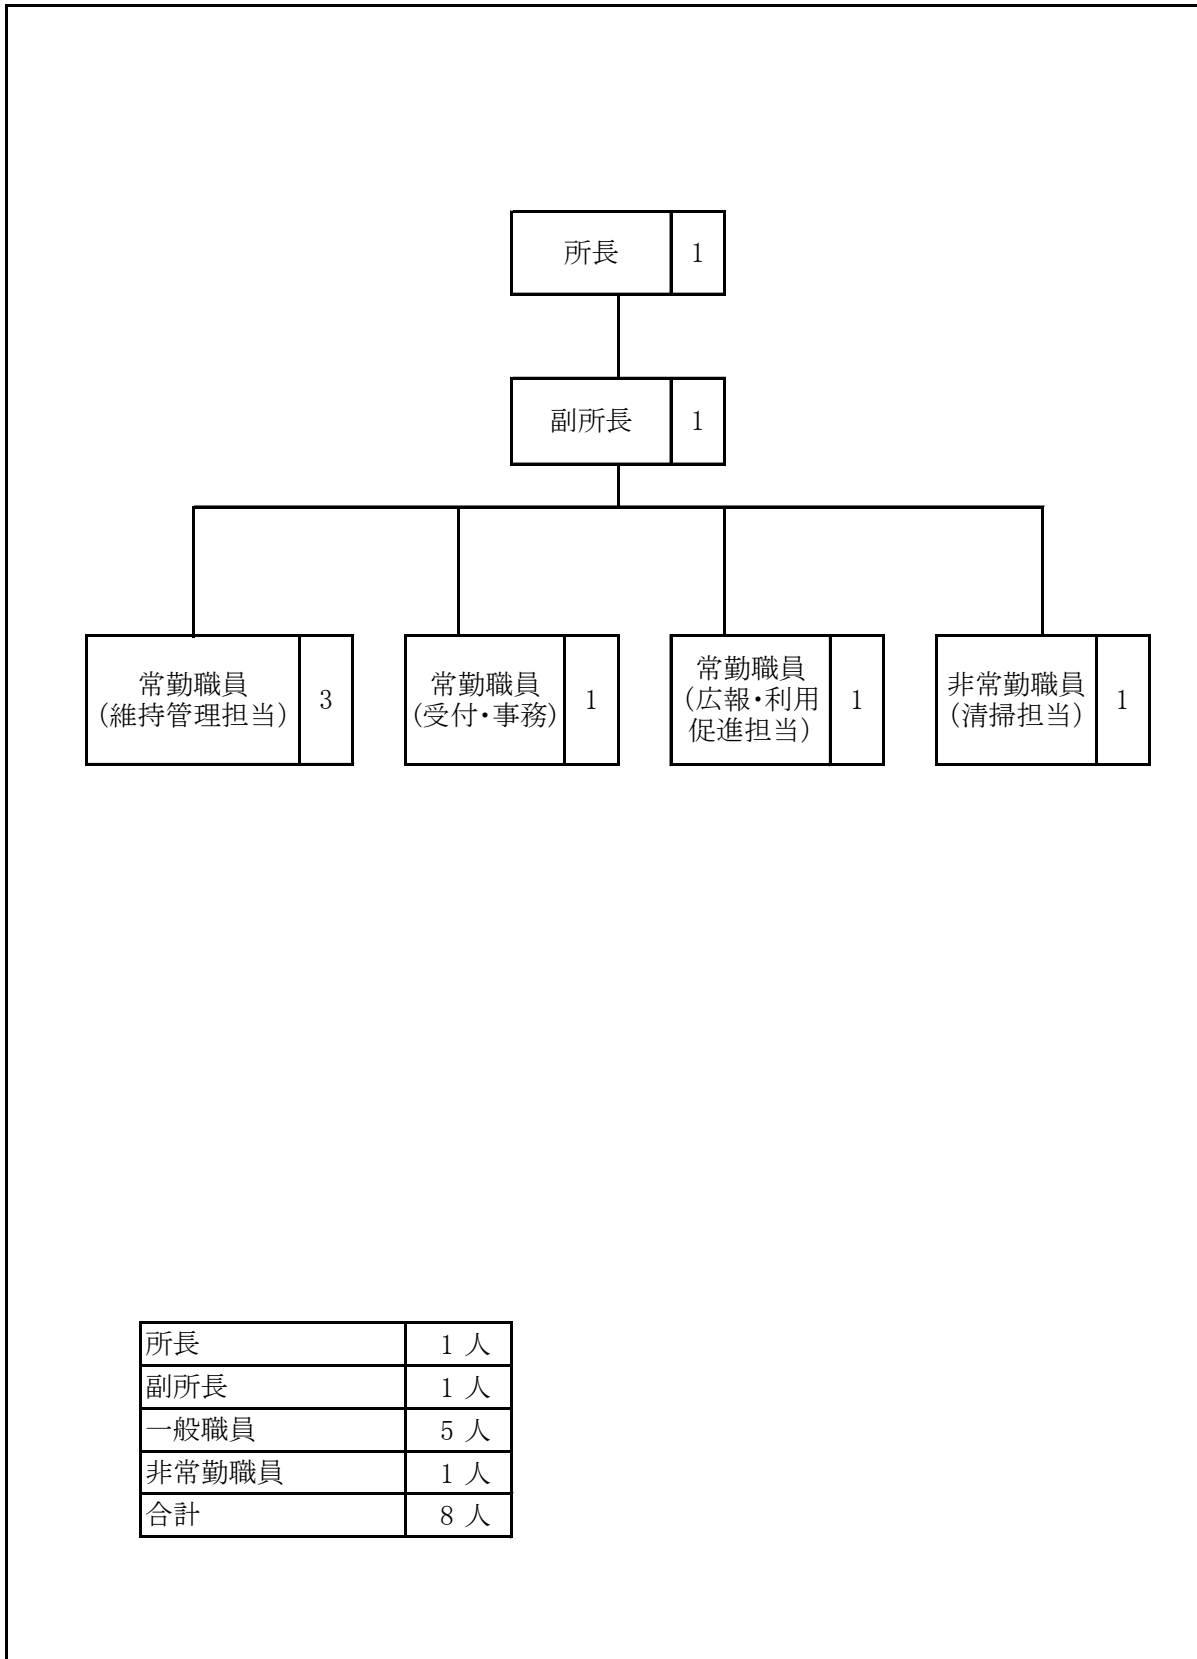 所長 1
副所長 1
常勤職員
(維持管理担当) 3
常勤職員
(受付・事務) 1
常勤職員
(広報・利用
促進担当) 1
非常勤職員
(清掃担当) 1
所長 1 人
副所長 1 人
一般職員 5 人
非常勤職員 1 人
合計 8 人